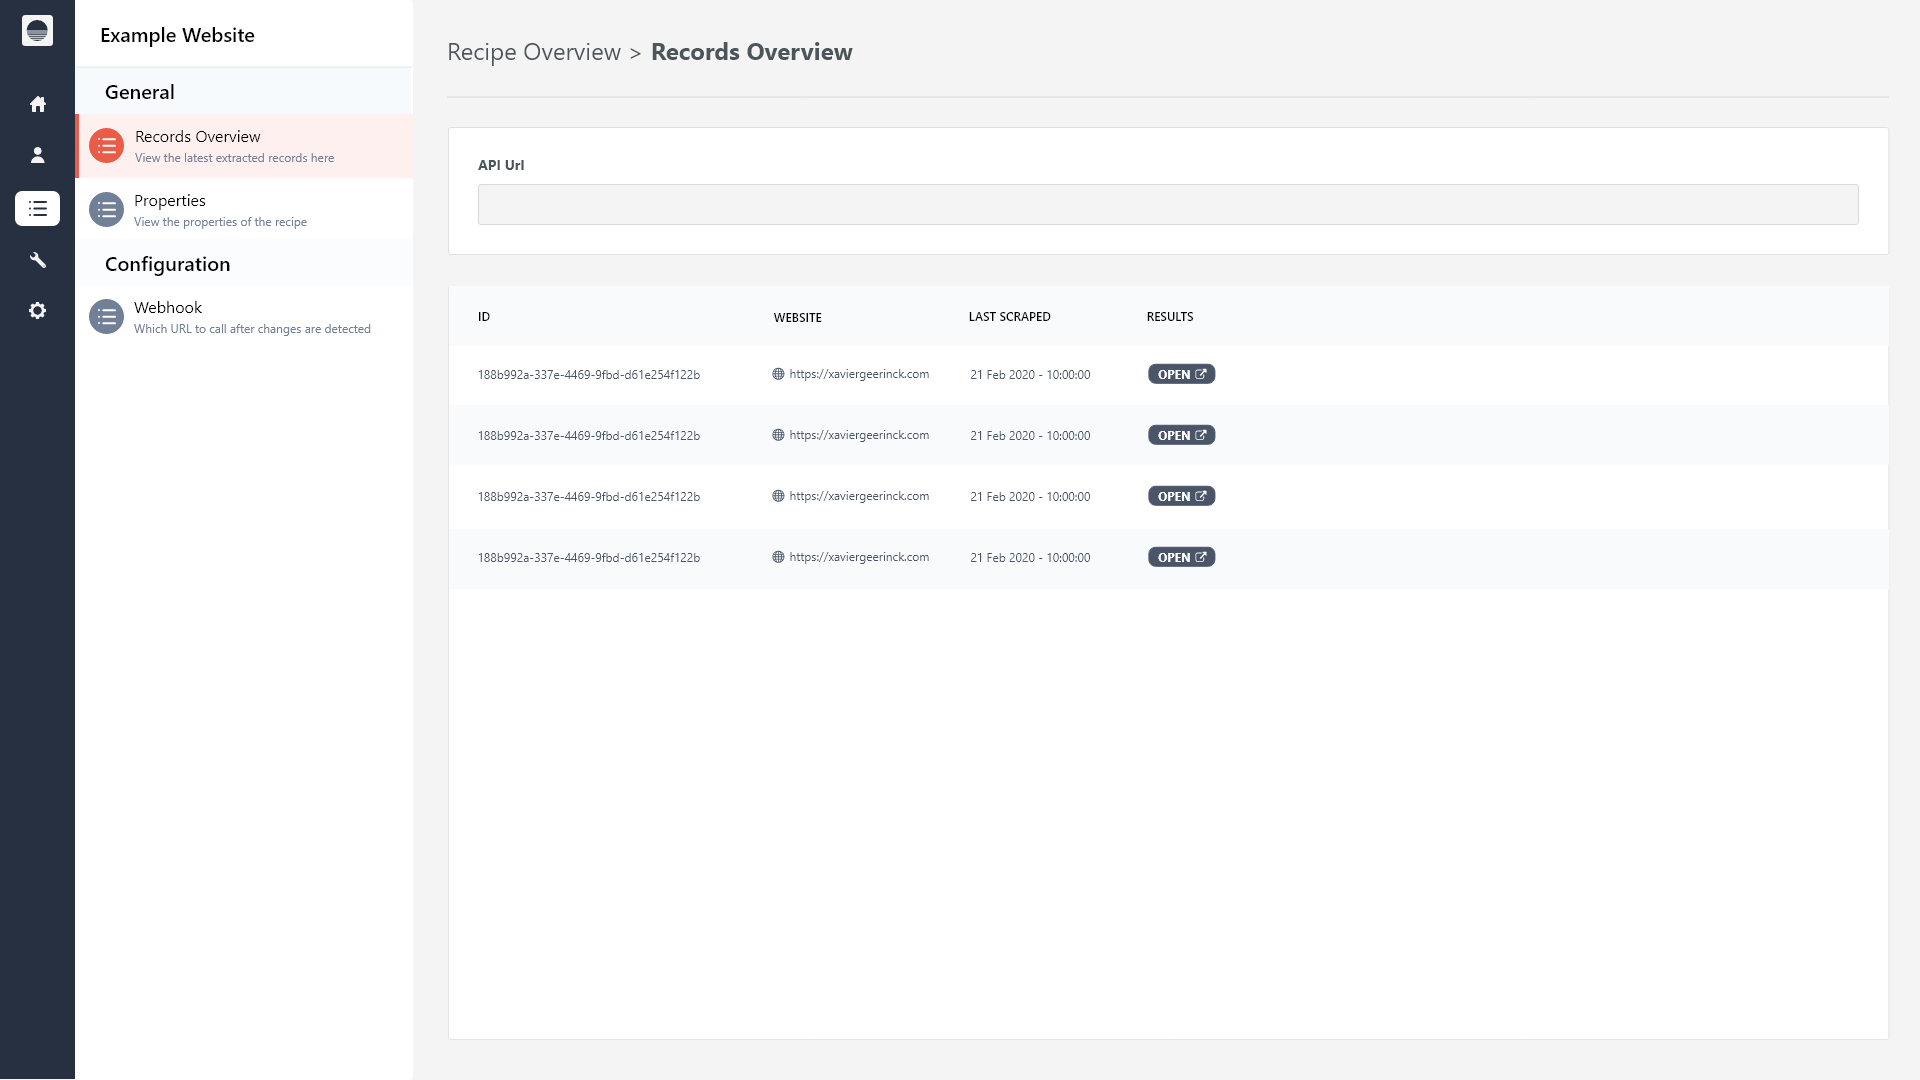 Example Website
General
Records Overview
View the latest extracted records here
Properties
View the properties of the recipe
Configuration
Webhook
Which URL to call after changes are detected
Recipe Overview > Records Overview
API Url
ID WEBSITE LAST SCRAPED RESULTS
188b992a-337e-4469-9fbd-d61e254f122b https://xaviergeerinck.com 21 Feb 2020 - 10:00:00 OPEN
188b992a-337e-4469-9fbd-d61e254f122b https://xaviergeerinck.com 21 Feb 2020 - 10:00:00 OPEN
188b992a-337e-4469-9fbd-d61e254f122b https://xaviergeerinck.com 21 Feb 2020 - 10:00:00 OPEN
188b992a-337e-4469-9fbd-d61e254f122b https://xaviergeerinck.com 21 Feb 2020 - 10:00:00 OPEN